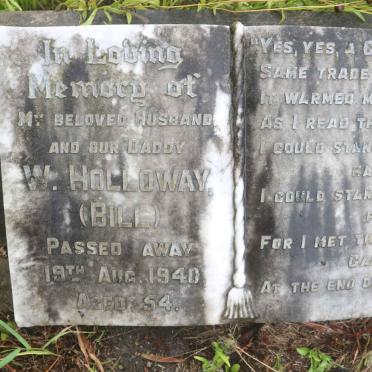 In Loving
Memory of
My beloved Husband
and our Daddy
W. Holloway,
(Bill)
Passed away
19th Aug. 1940
Aged 54.
"Yes, yes, a
Same trade
It warmed
As I read th
I could stan
I could stan
For I met t
At the end o